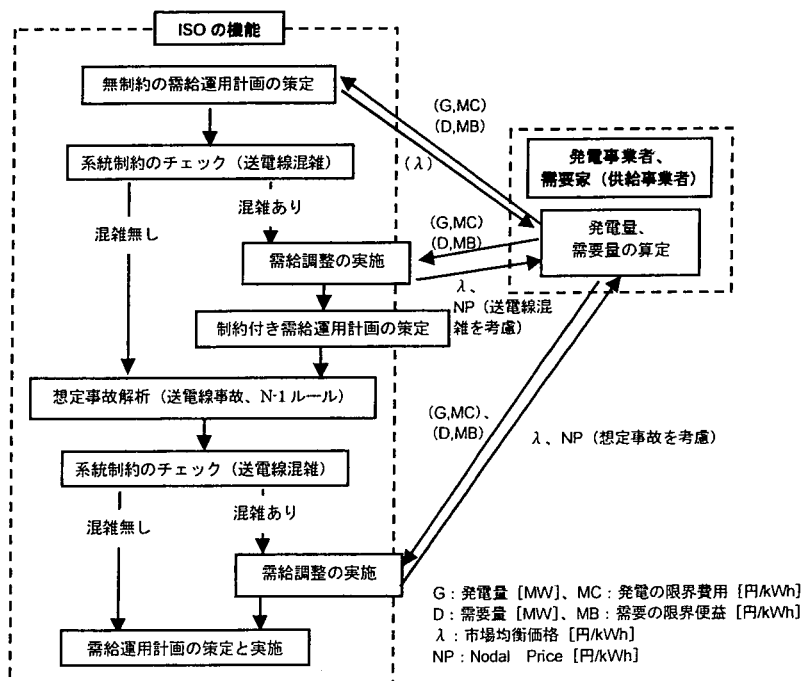 ISO の機能
無制約の需給運用計画の策定
(G,MC)
(D,MB)
(λ)
系統制約のチェック（送電線混雑）
発電事業者、
需要家（供給事業者）
混雑無し
混雑あり
(G,MC)
(D,MB)
発電量、
需要量の算定
需給調整の実施
λ、
NP（送電線混
雑を考慮）
制約付き需給運用計画の策定
想定事故解析（送電線事故、N-1 ルール）
(G,MC)、
(D,MB)
λ、NP（想定事故を考慮）
系統制約のチェック（送電線混雑）
混雑無し
混雑あり
需給調整の実施
需給運用計画の策定と実施
G：発電量［MW］、MC：発電の限界費用［円/kWh］
D：需要量［MW］、MB：需要の限界便益［円/kWh］
λ：市場均衡価格［円/kWh］
NP：Nodal Price［円/kWh］